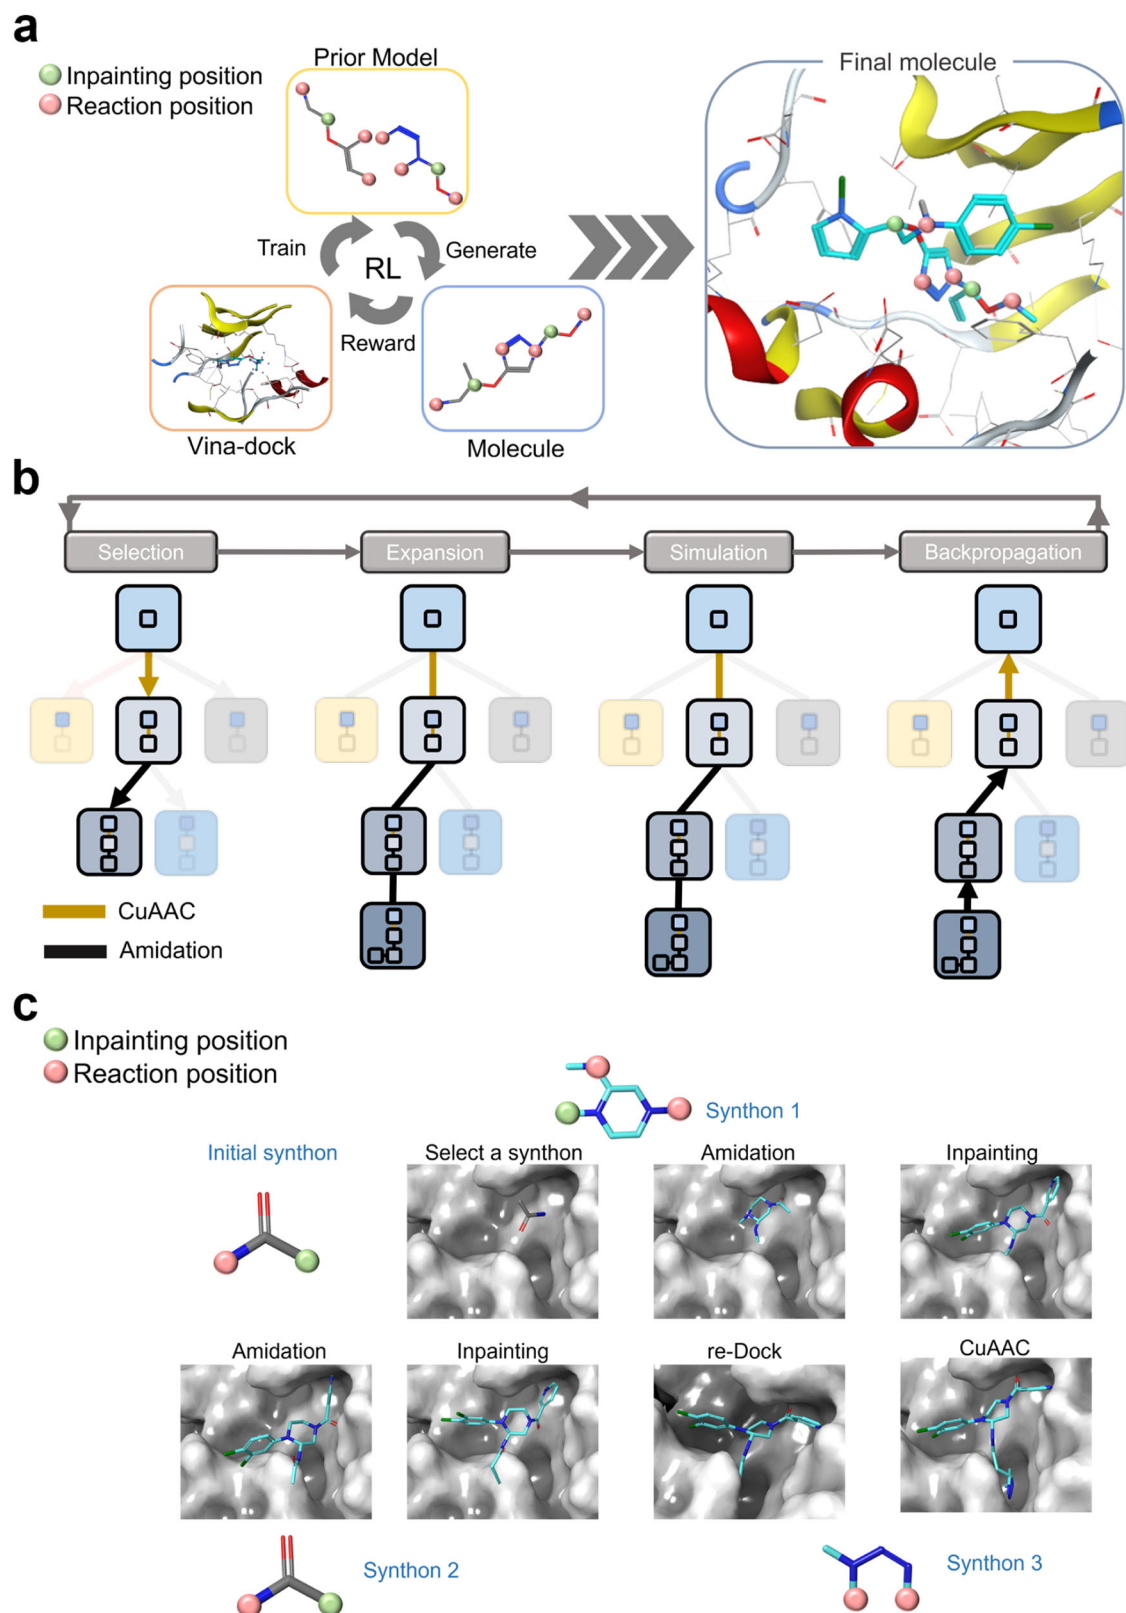 a
Inpainting position
Reaction position
Prior Model
Train
Generate
RL
Reward
Vina-dock
Molecule
Final molecule
b
Selection
Expansion
Simulation
Backpropagation
CuAAC
Amidation
c
Inpainting position
Reaction position
Synthon 1
Initial synthon
Select a synthon
Amidation
Inpainting
Amidation
Inpainting
re-Dock
CuAAC
Synthon 2
Synthon 3